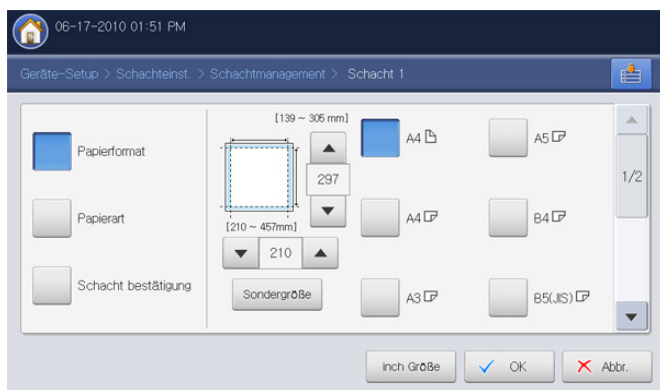 06-17-2010 01:51 PM
Geräte-Setup > Schachteinst. > Schachtmanagement > Schacht 1
Papierformat
Papierart
Schacht bestätigung
[139 ~ 305 mm]
297
[210 ~ 457mm]
210
Sondergröße
A4
A5
A4
B4
A3
B5(JIS)
1/2
Inch Größe
OK
Abbr.